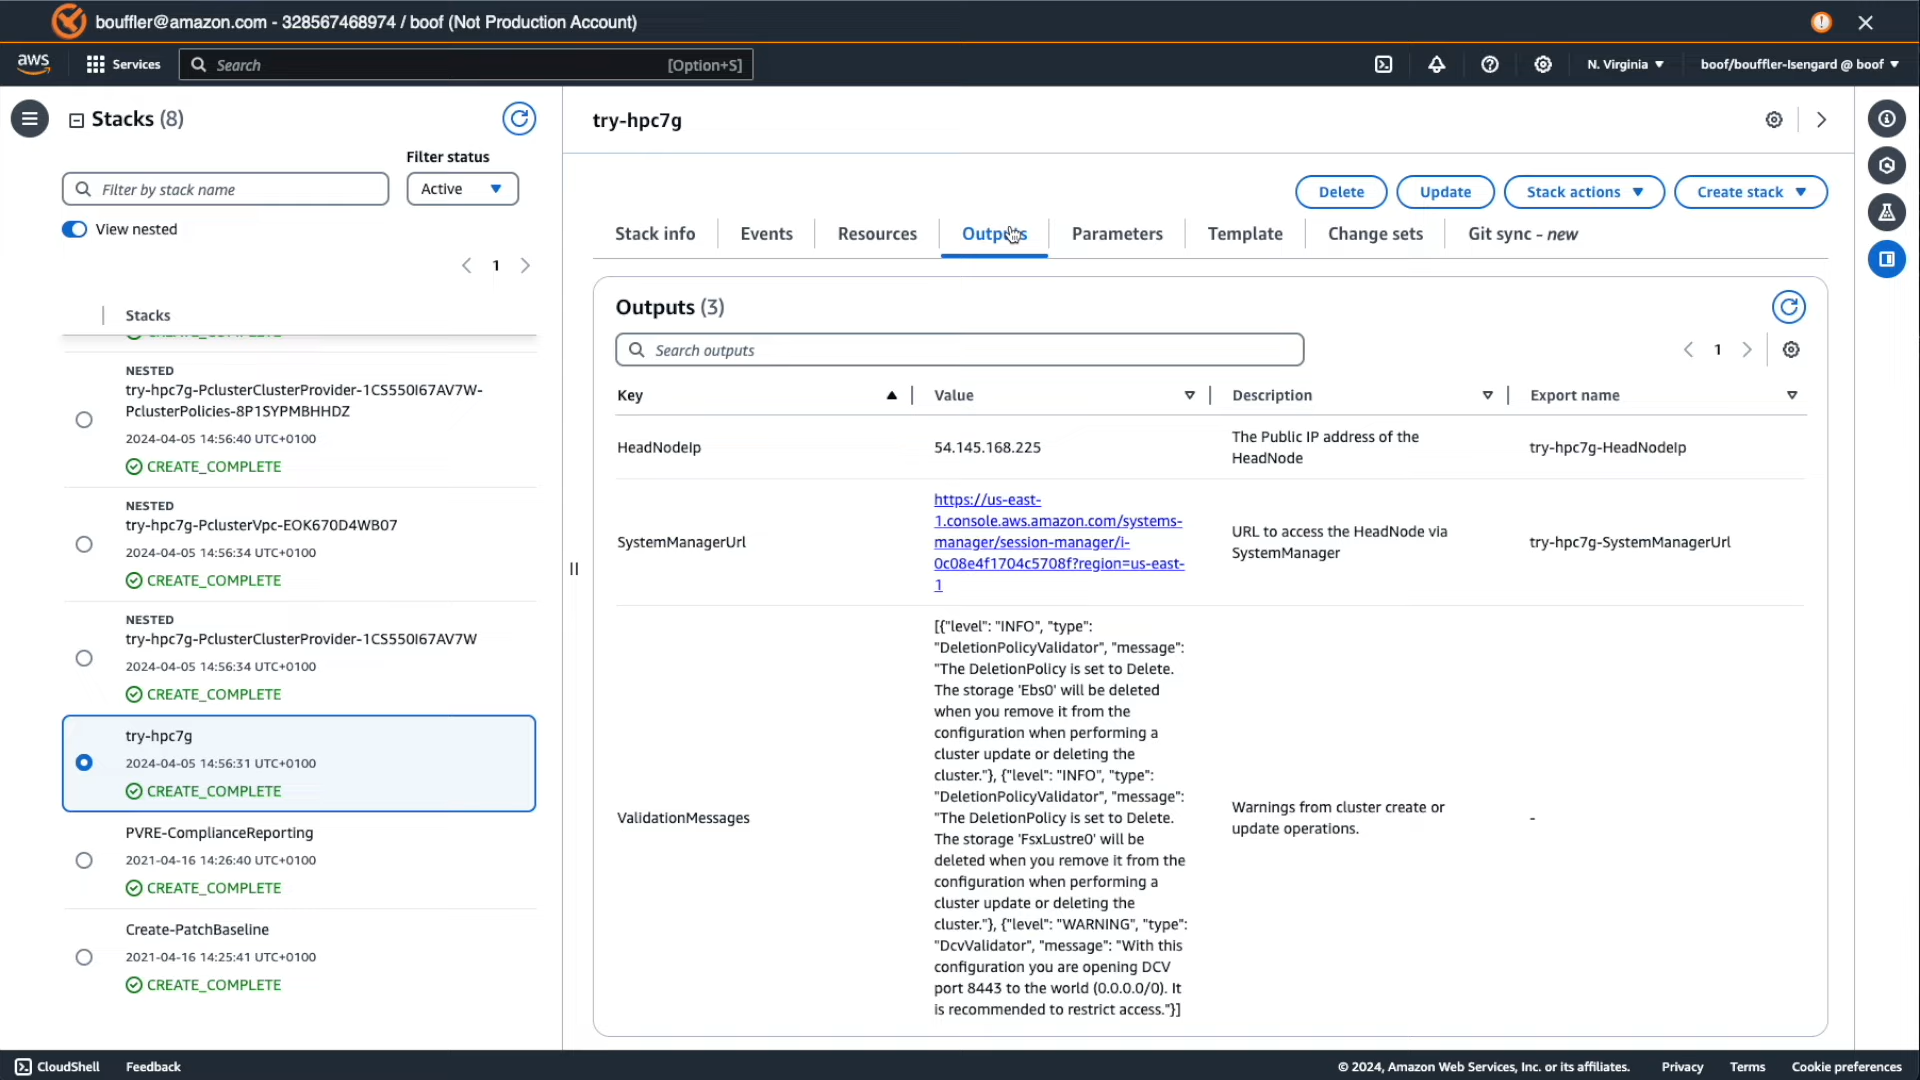 bouffler@amazon.com - 328567468974 / boof (Not Production Account)
aws
Services
Search
[Option+S]
N. Virginia
boof/bouffler-Isengard @ boof
Stacks (8)
Filter status
Filter by stack name
Active
View nested
1
Stacks
NESTED
try-hpc7g-PclusterClusterProvider-1CS550I67AV7W-
PclusterPolicies-8P1SYPMBHHDZ
2024-04-05 14:56:40 UTC+0100
CREATE_COMPLETE
NESTED
try-hpc7g-PclusterVpc-EOK670D4WB07
2024-04-05 14:56:34 UTC+0100
CREATE_COMPLETE
NESTED
try-hpc7g-PclusterClusterProvider-1CS550I67AV7W
2024-04-05 14:56:34 UTC+0100
CREATE_COMPLETE
try-hpc7g
2024-04-05 14:56:31 UTC+0100
CREATE_COMPLETE
PVRE-ComplianceReporting
2021-04-16 14:26:40 UTC+0100
CREATE_COMPLETE
Create-PatchBaseline
2021-04-16 14:25:41 UTC+0100
CREATE_COMPLETE
try-hpc7g
Delete
Update
Stack actions
Create stack
Stack info
Events
Resources
Outputs
Parameters
Template
Change sets
Git sync - new
Outputs (3)
Search outputs
1
Key
Value
Description
Export name
HeadNodeIp
54.145.168.225
The Public IP address of the
HeadNode
try-hpc7g-HeadNodeIp
SystemManagerUrl
https://us-east-
1.console.aws.amazon.com/systems-
manager/session-manager/i-
0c08e4f1704c5708f?region=us-east-
1
URL to access the HeadNode via
SystemManager
try-hpc7g-SystemManagerUrl
ValidationMessages
[{"level": "INFO", "type":
"DeletionPolicyValidator", "message":
"The DeletionPolicy is set to Delete.
The storage 'Ebs0' will be deleted
when you remove it from the
configuration when performing a
cluster update or deleting the
cluster."}, {"level": "INFO", "type":
"DeletionPolicyValidator", "message":
"The DeletionPolicy is set to Delete.
The storage 'FsxLustre0' will be
deleted when you remove it from the
configuration when performing a
cluster update or deleting the
cluster."}, {"level": "WARNING", "type":
"DcvValidator", "message": "With this
configuration you are opening DCV
port 8443 to the world (0.0.0.0/0). It
is recommended to restrict access."}]
Warnings from cluster create or
update operations.
-
CloudShell
Feedback
© 2024, Amazon Web Services, Inc. or its affiliates.
Privacy
Terms
Cookie preferences